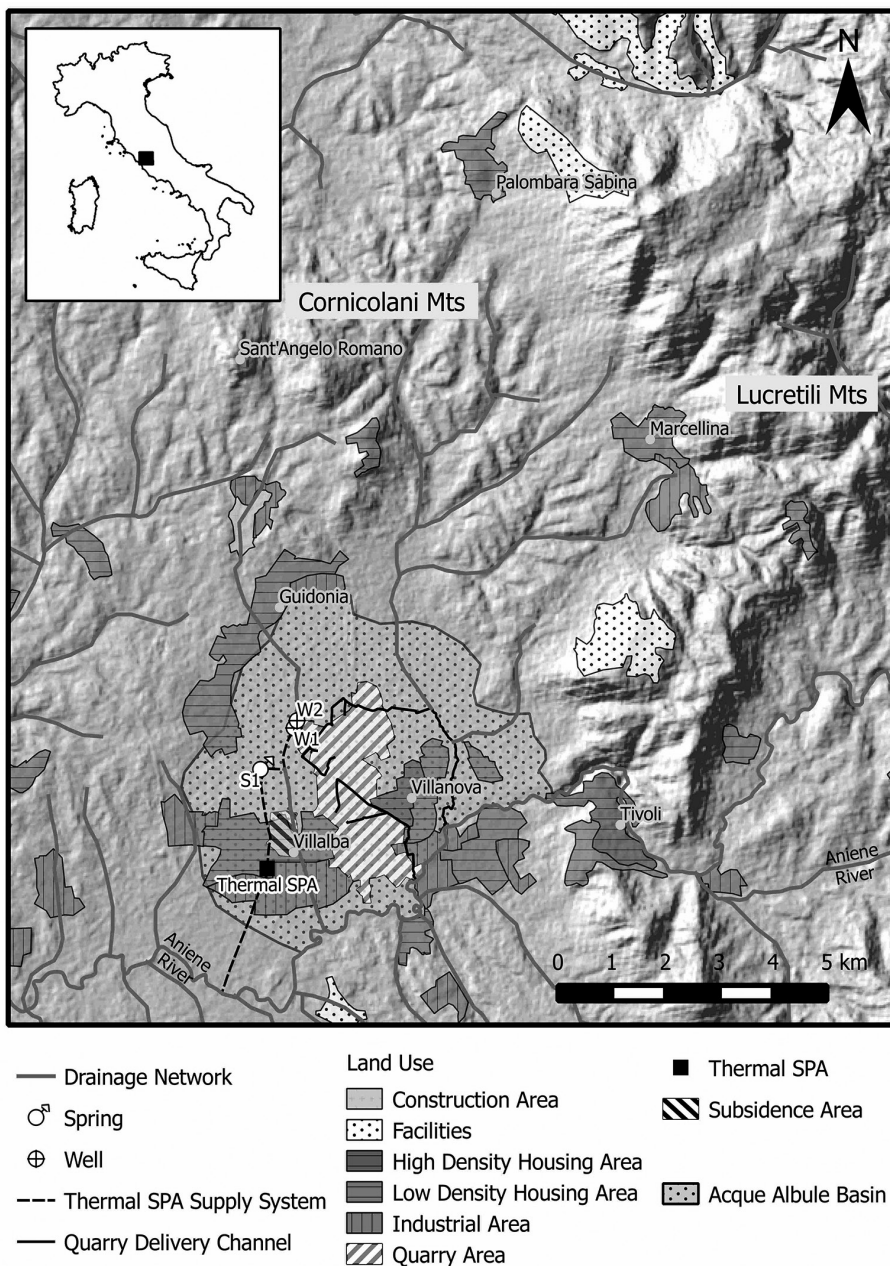 N
Palombara Sabina
Cornicolani Mts
Sant'Angelo Romano
Lucretili Mts
Marcellina
Guidonia
W2
W1
S1
Villanova
Tivoli
Villalba
Thermal SPA
Aniene
River
Aniene
River
0 1 2 3 4 5 km
Drainage Network
Spring
Well
Thermal SPA Supply System
Quarry Delivery Channel
Land Use
Construction Area
Facilities
High Density Housing Area
Low Density Housing Area
Industrial Area
Quarry Area
Thermal SPA
Subsidence Area
Acque Albule Basin